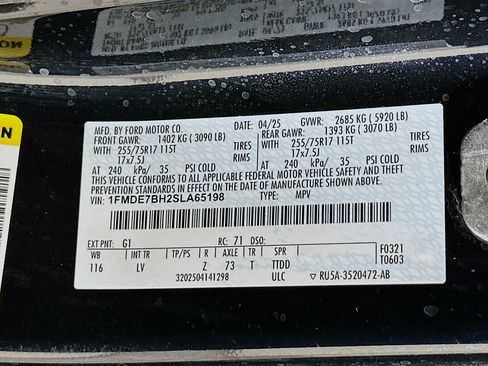 MFD. BY FORD MOTOR CO. DATE: 04/25 GVWR: 2685 KG ( 5920 LB)
FRONT GAWR: 1402 KG ( 3090 LB) REAR GAWR: 1393 KG ( 3070 LB)
WITH 255/75R17 115T TIRES WITH 255/75R17 115T TIRES
17x7.5J RIMS 17x7.5J RIMS
AT 240 kPa/ 35 PSI COLD AT 240 kPa/ 35 PSI COLD
THIS VEHICLE CONFORMS TO ALL APPLICABLE FEDERAL MOTOR VEHICLE SAFETY AND THEFT PREVENTION STANDARDS IN EFFECT ON THE DATE OF MANUFACTURE SHOWN ABOVE.
VIN: 1FMDE7BH2SLA65198 TYPE: MPV
EXT PNT: G1 RC: 71 DSO: F0321
WB INT TR TP/PS R AXLE TR SPR T0603
116 LV Z 73 T TTDD
3202504141298 ULC RU5A-3520472-AB